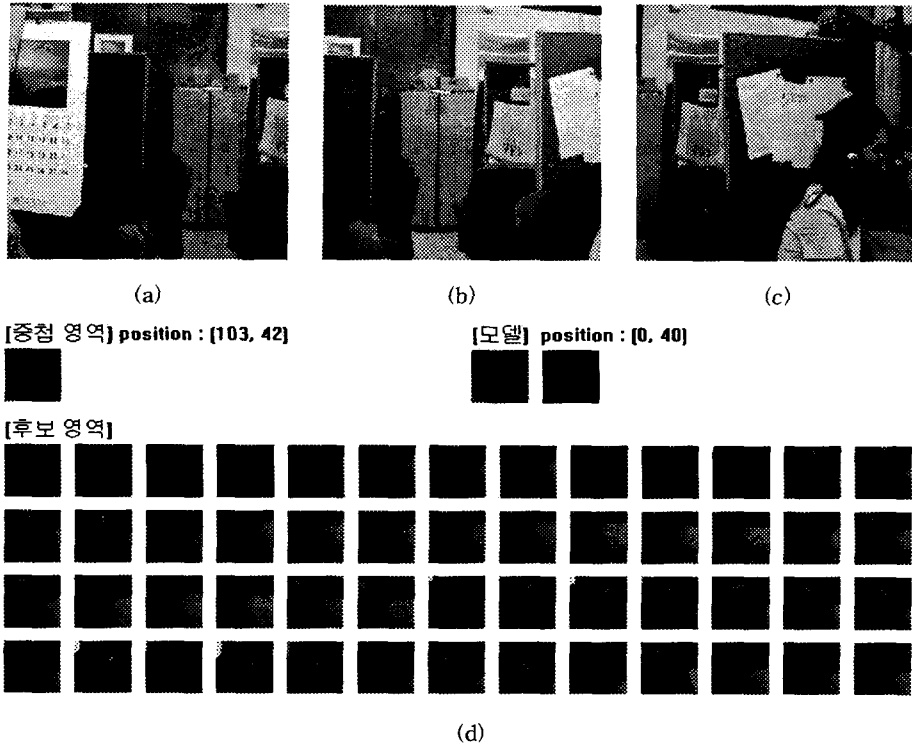 (a)
(b)
(c)
[중첩 영역] position : [103, 42]
[모델] position : [0, 40]
[후보 영역]
(d)